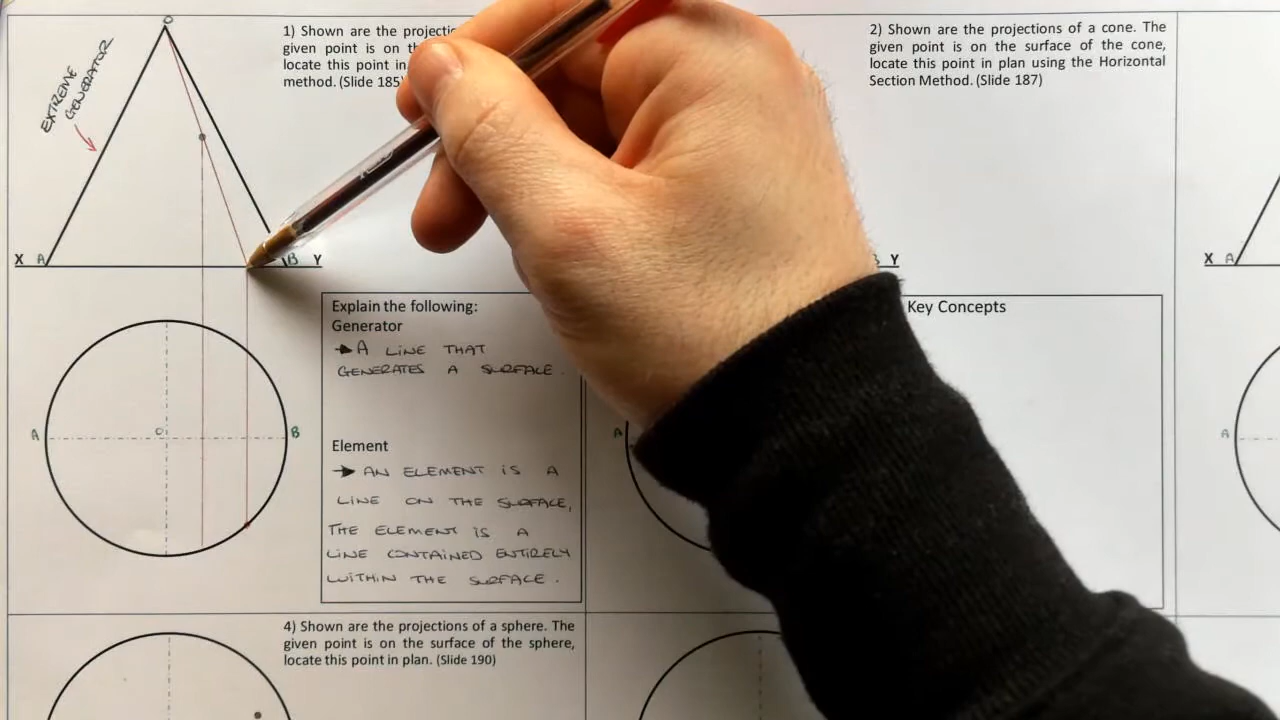 O
EXTREME
GENERATOR
X A
B Y
1) Shown are the
given point is on
locate this point in
method. (Slide 185)
A
O
B
Explain the following:
Generator
→ A LINE THAT
GENERATES A SURFACE.
Element
→ AN ELEMENT IS A
LINE ON THE SURFACE,
THE ELEMENT IS A
LINE CONTAINED ENTIRELY
WITHIN THE SURFACE.
2) Shown are the projections of a cone. The
given point is on the surface of the cone,
locate this point in plan using the Horizontal
Section Method. (Slide 187)
B Y
A
Key Concepts
X A
A
4) Shown are the projections of a sphere. The
given point is on the surface of the sphere,
locate this point in plan. (Slide 190)